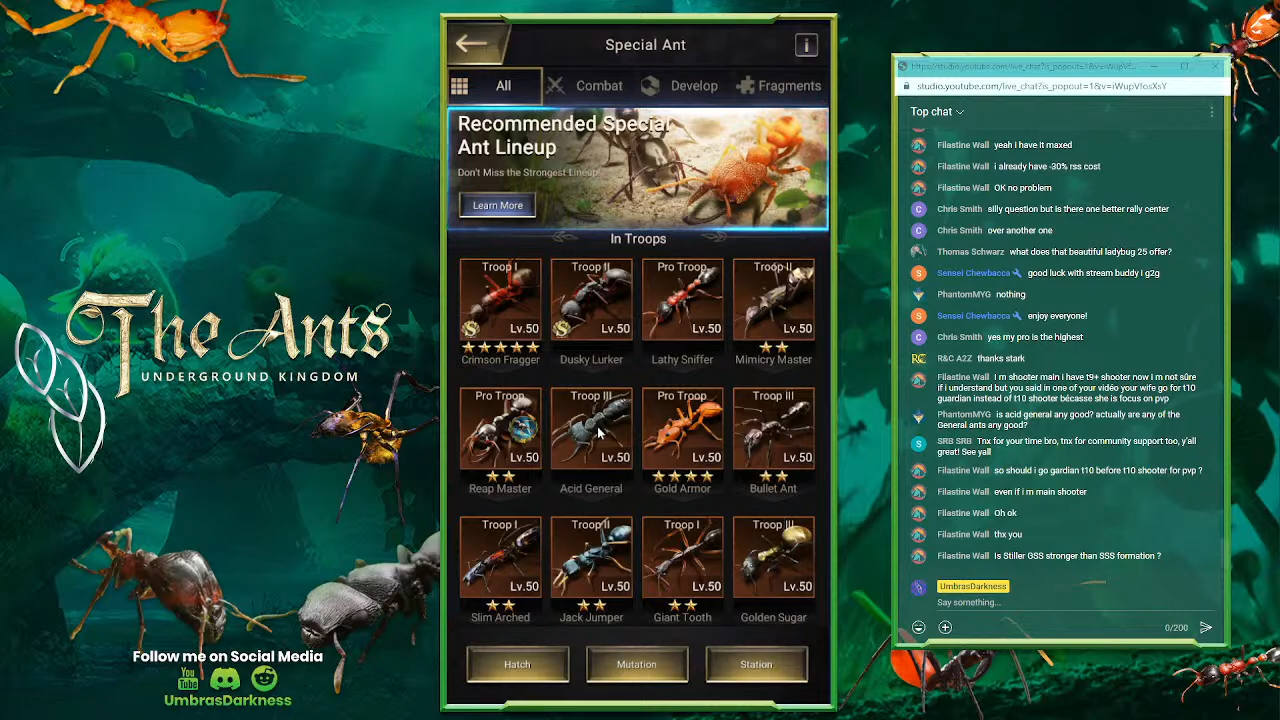 The Ants
UNDERGROUND KINGDOM
Follow me on Social Media
You
Tube
UmbrasDarkness
Special Ant
i
All
Combat
Develop
Fragments
Recommended Special
Ant Lineup
Don't Miss the Strongest Lineup
Learn More
In Troops
Troop I
Troop II
Pro Troop
Troop II
S
Lv.50
S
Lv.50
Lv.50
Lv.50
Crimson Fragger
Dusky Lurker
Lathy Sniffer
Mimicry Master
Pro Troop
Troop III
Pro Troop
Troop III
Lv.50
Lv.50
Lv.50
Lv.50
Reap Master
Acid General
Gold Armor
Bullet Ant
Troop I
Troop II
Troop I
Troop III
Lv.50
Lv.50
Lv.50
Lv.50
Slim Arched
Jack Jumper
Giant Tooth
Golden Sugar
Hatch
Mutation
Station
studio.youtube.com/live_chat?is_popout=1&v=iWupVfosXsY
Top chat
Filastine Wall yeah I have it maxed
Filastine Wall i already have -30% rss cost
Filastine Wall OK no problem
C Chris Smith silly question but is there one better rally center
C Chris Smith over another one
Thomas Schwarz what does that beautiful ladybug 25 offer?
S Sensei Chewbacca good luck with stream buddy I g2g
PhantomMYG nothing
S Sensei Chewbacca enjoy everyone!
C Chris Smith yes my pro is the highest
RC R&C A2Z thanks stark
Filastine Wall I m shooter main i have t9+ shooter now I m not sûre
if i understand but you said in one of your vidéo your wife go for t10
guardian instead of t10 shooter bécasse she is focus on pvp
PhantomMYG is acid general any good? actually are any of the
General ants any good?
S SRB SRB Tnx for your time bro, tnx for community support too, y'all
great! See yall
Filastine Wall so should i go gardian t10 before t10 shooter for pvp ?
Filastine Wall even if i m main shooter
Filastine Wall Oh ok
Filastine Wall thx you
Filastine Wall Is Stiller GSS stronger than SSS formation ?
UmbrasDarkness
Say something...
0/200